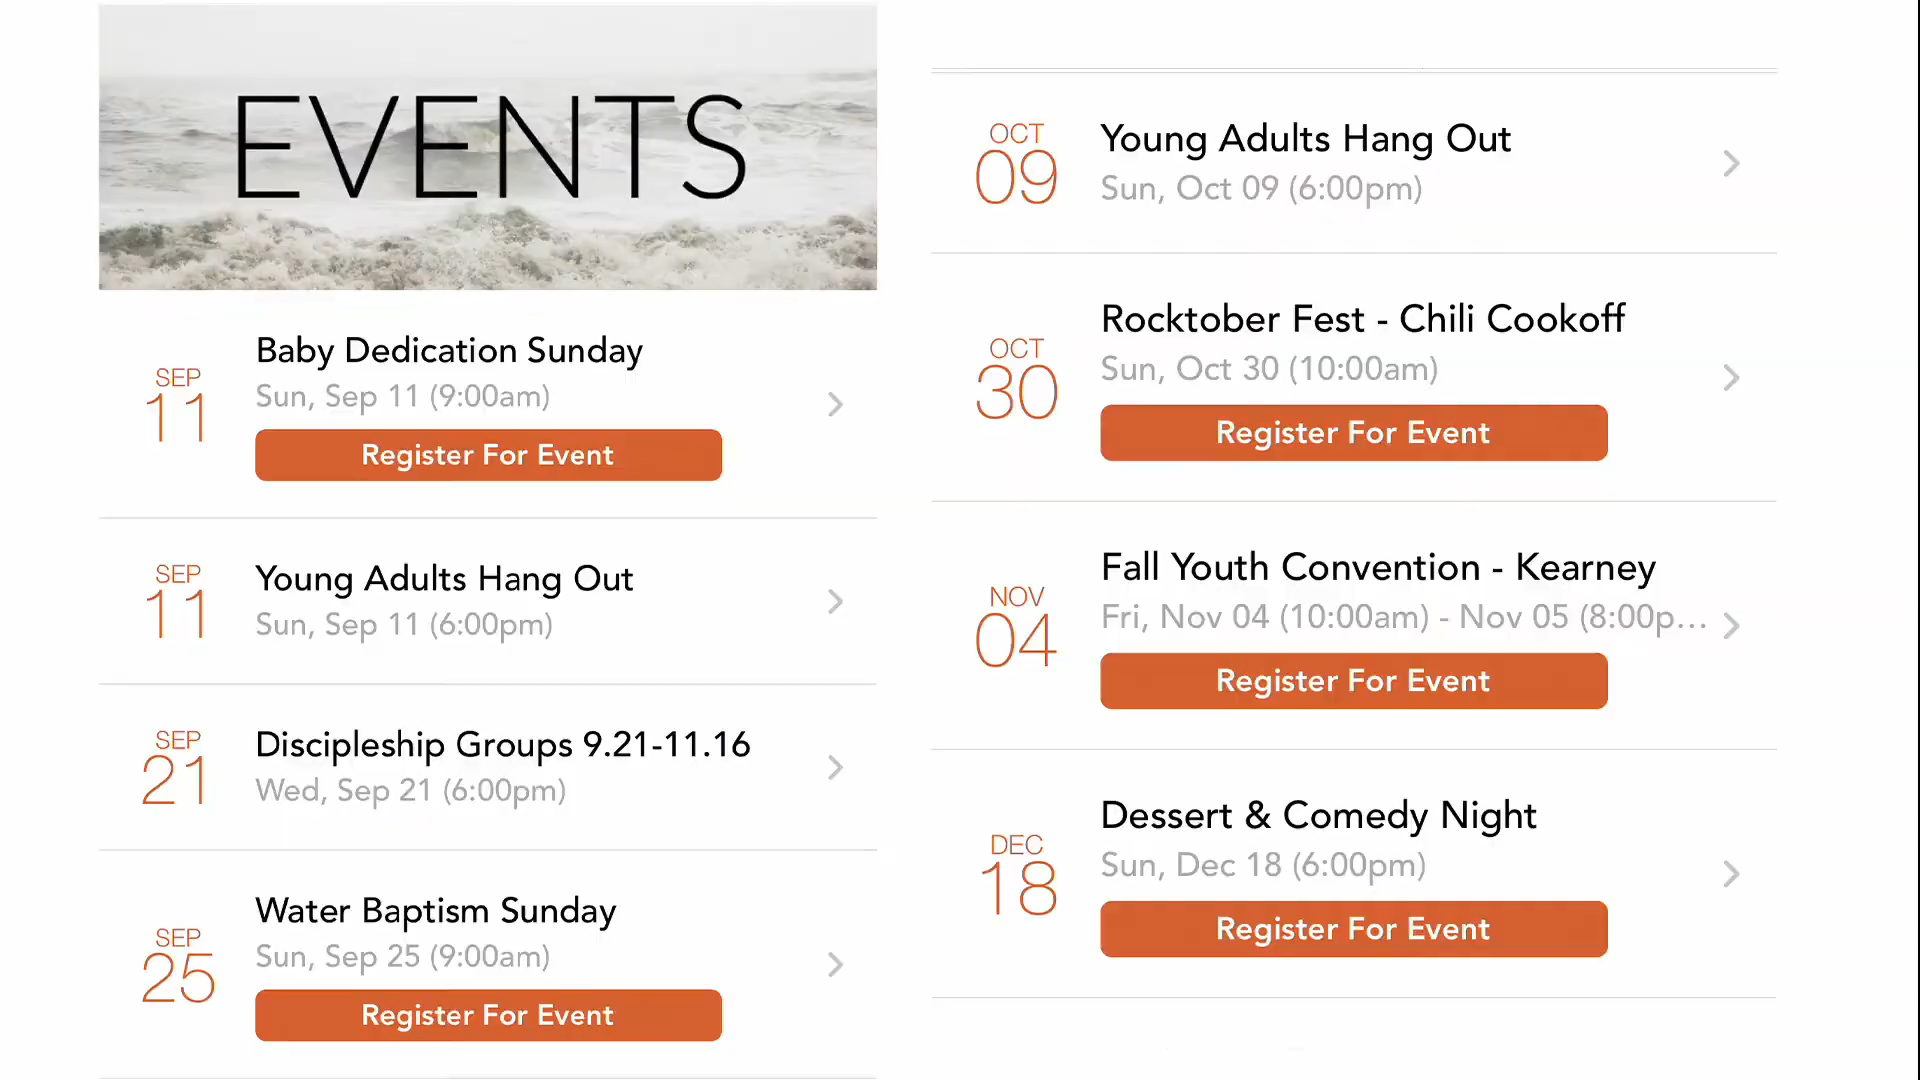 EVENTS
SEP
11
Baby Dedication Sunday
Sun, Sep 11 (9:00am)
Register For Event
SEP
11
Young Adults Hang Out
Sun, Sep 11 (6:00pm)
SEP
21
Discipleship Groups 9.21-11.16
Wed, Sep 21 (6:00pm)
SEP
25
Water Baptism Sunday
Sun, Sep 25 (9:00am)
Register For Event
OCT
09
Young Adults Hang Out
Sun, Oct 09 (6:00pm)
OCT
30
Rocktober Fest - Chili Cookoff
Sun, Oct 30 (10:00am)
Register For Event
NOV
04
Fall Youth Convention - Kearney
Fri, Nov 04 (10:00am) - Nov 05 (8:00p...
Register For Event
DEC
18
Dessert & Comedy Night
Sun, Dec 18 (6:00pm)
Register For Event